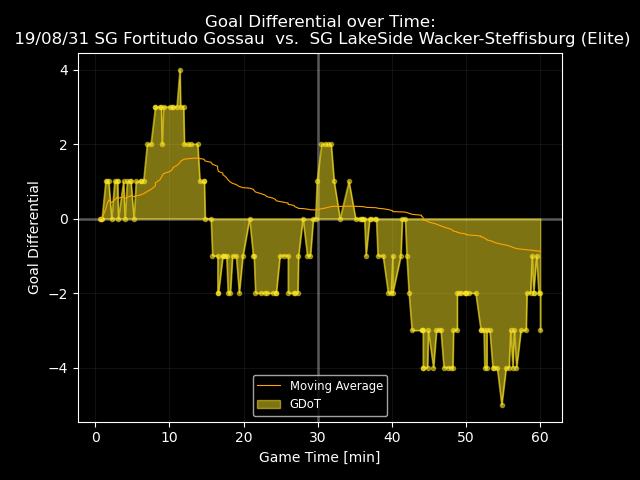 Goal Differential over Time:
19/08/31 SG Fortitudo Gossau  vs.  SG LakeSide Wacker-Steffisburg (Elite)
4
2
0
−2
−4
Goal Differential
Moving Average
GDoT
0 10 20 30 40 50 60
Game Time [min]